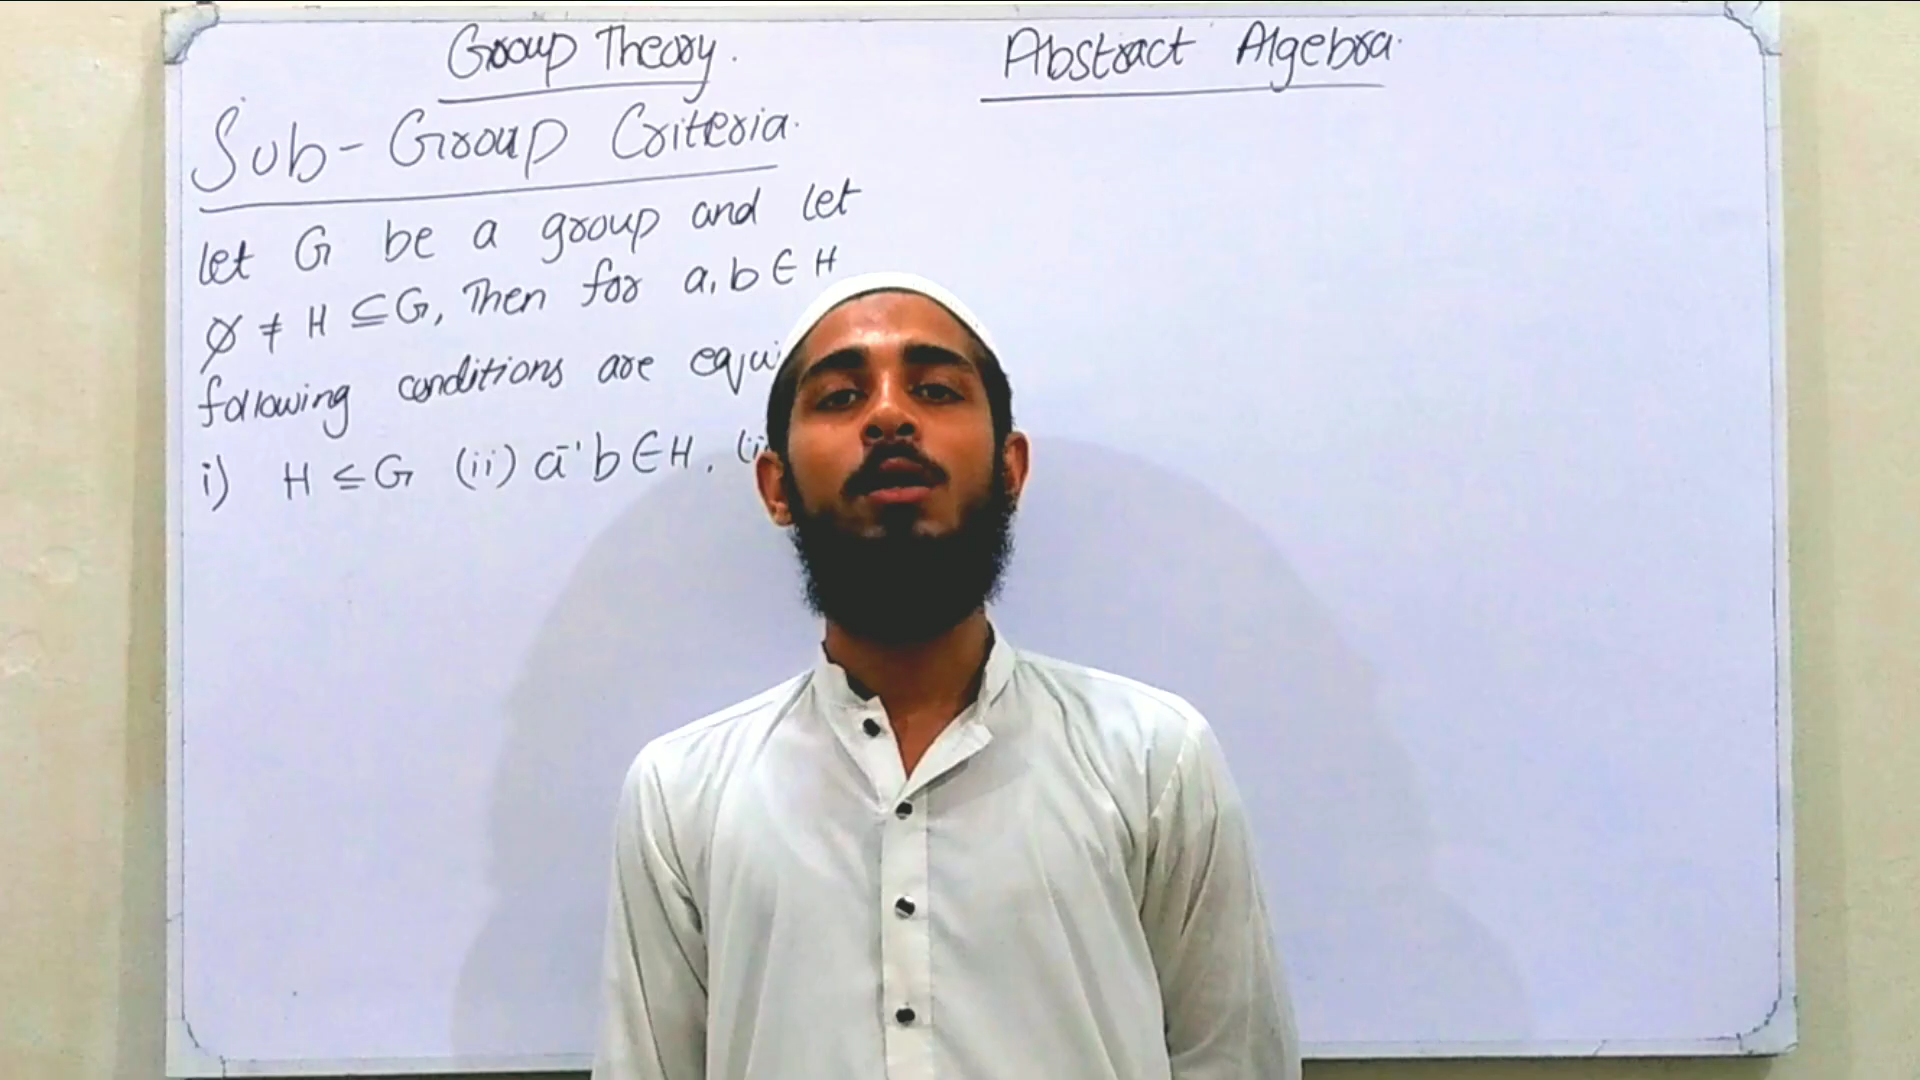 Group Theory.
Abstract Algebra.
Sub-Group Criteria.
let G be a group and let
∅ ≠ H ⊆ G, Then for a,b ∈ H
following conditions are
i) H ≤ G (ii) a⁻¹b ∈ H.